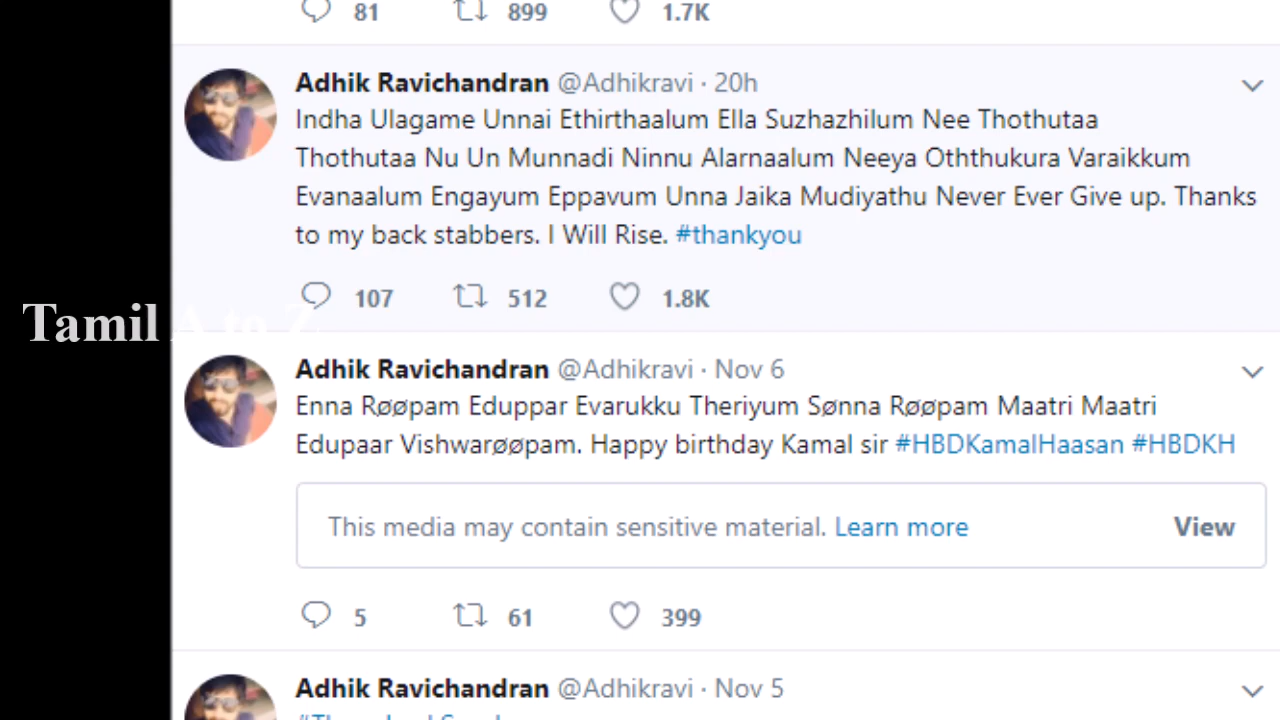 81 899 1.7K
Adhik Ravichandran @Adhikravi · 20h
Indha Ulagame Unnai Ethirthaalum Ella Suzhazhilum Nee Thothutaa
Thothutaa Nu Un Munnadi Ninnu Alarnaalum Neeya Oththukura Varaikkum
Evanaalum Engayum Eppavum Unna Jaika Mudiyathu Never Ever Give up. Thanks
to my back stabbers. I Will Rise. #thankyou
107 512 1.8K
Tamil A to Z
Adhik Ravichandran @Adhikravi · Nov 6
Enna Røøpam Eduppar Evarukku Theriyum Sønna Røøpam Maatri Maatri
Edupaar Vishwarøøpam. Happy birthday Kamal sir #HBDKamalHaasan #HBDKH
This media may contain sensitive material. Learn more View
5 61 399
Adhik Ravichandran @Adhikravi · Nov 5